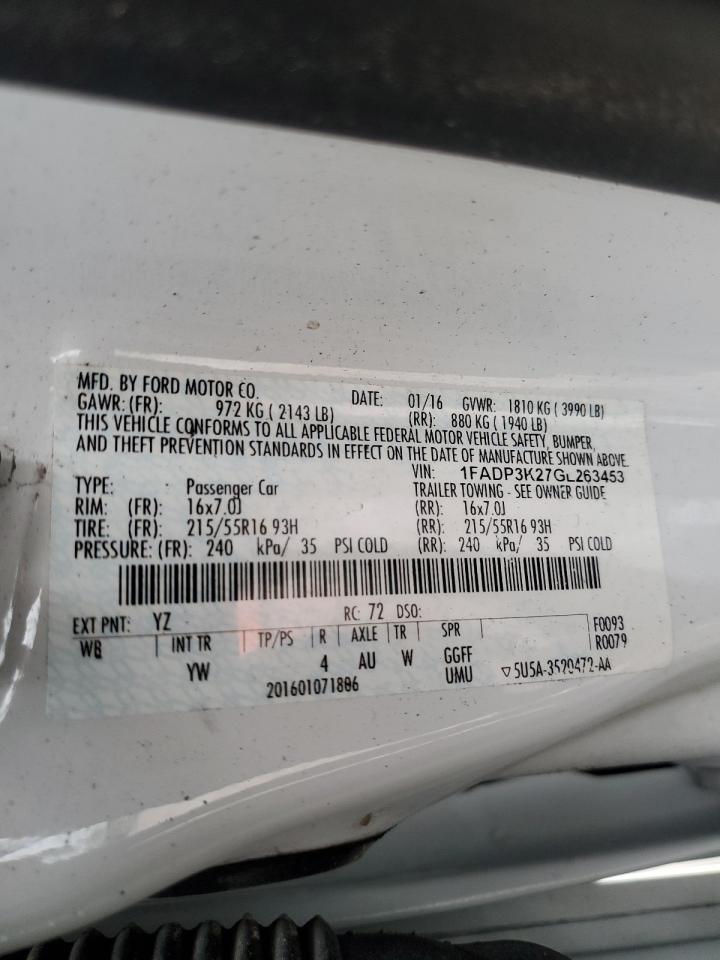 MFD. BY FORD MOTOR CO. DATE: 01/16 GVWR: 1810 KG ( 3990 LB)
GAWR: (FR): 972 KG ( 2143 LB) (RR): 880 KG ( 1940 LB)
THIS VEHICLE CONFORMS TO ALL APPLICABLE FEDERAL MOTOR VEHICLE SAFETY, BUMPER,
AND THEFT PREVENTION STANDARDS IN EFFECT ON THE DATE OF MANUFACTURE SHOWN ABOVE.
VIN: 1FADP3K27GL263453
TYPE: Passenger Car TRAILER TOWING - SEE OWNER GUIDE
RIM: (FR): 16x7.0J (RR): 16x7.0J
TIRE: (FR): 215/55R16 93H (RR): 215/55R16 93H
PRESSURE: (FR): 240 kPa/ 35 PSI COLD (RR): 240 kPa/ 35 PSI COLD
EXT PNT: YZ RC: 72 DSO: F0093
WB INT TR TP/PS R AXLE TR SPR R0079
YW 4 AU W GGFF
201601071806 UMU ▽ 5U5A-3520472-AA